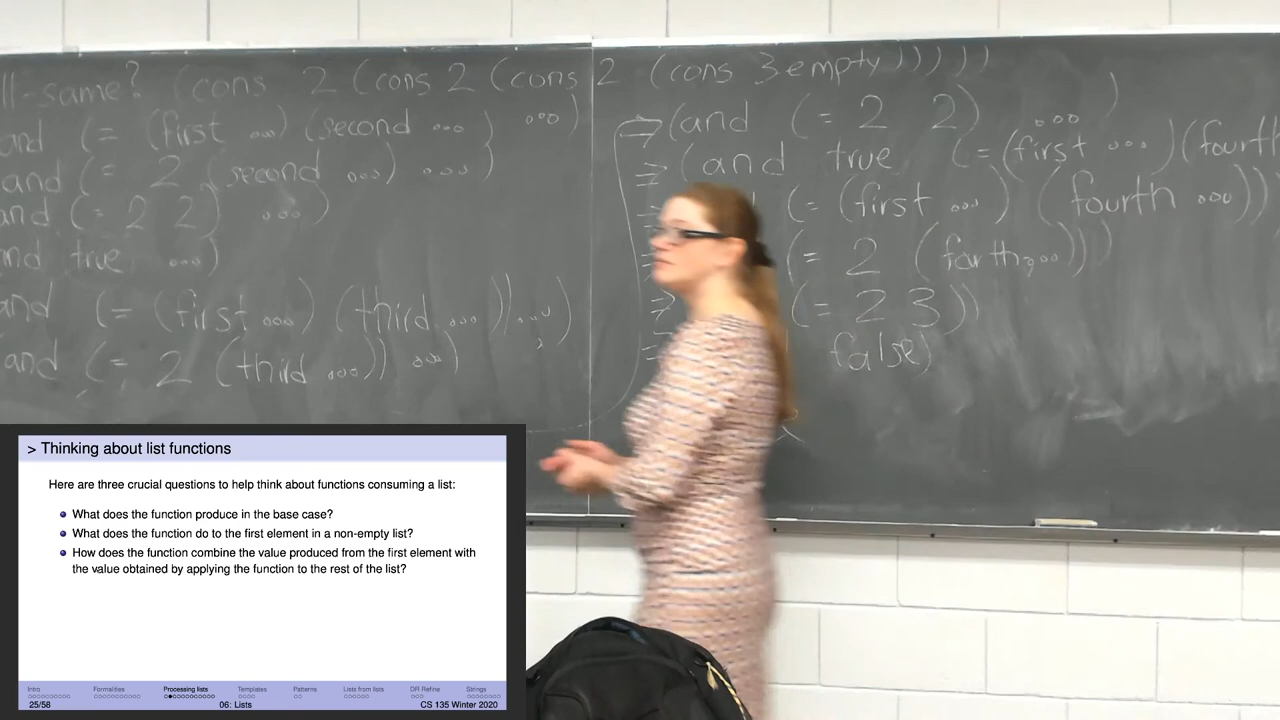 ll-same? (cons 2 (cons 2 (cons 2 (cons 3 empty)))))
and (= (first ...) (second ...) ...)
and (= 2 (second ...) ...)
and (= 2 2) ...)
and true ...)
and (= (first ...) (third ...)) ...)
and (= 2 (third ...)) ...)
⇒ (and (= 2 2) ...)
⇒ (and true (= (first ...) (fourth
(= (first ...) (fourth ...)))
(= 2 (fourth ...)))
(= 2 3))
false)
> Thinking about list functions
Here are three crucial questions to help think about functions consuming a list:
What does the function produce in the base case?
What does the function do to the first element in a non-empty list?
How does the function combine the value produced from the first element with
the value obtained by applying the function to the rest of the list?
Intro Formalities Processing lists Templates Patterns Lists from lists DR Refine Strings
25/58 06: Lists CS 135 Winter 2020